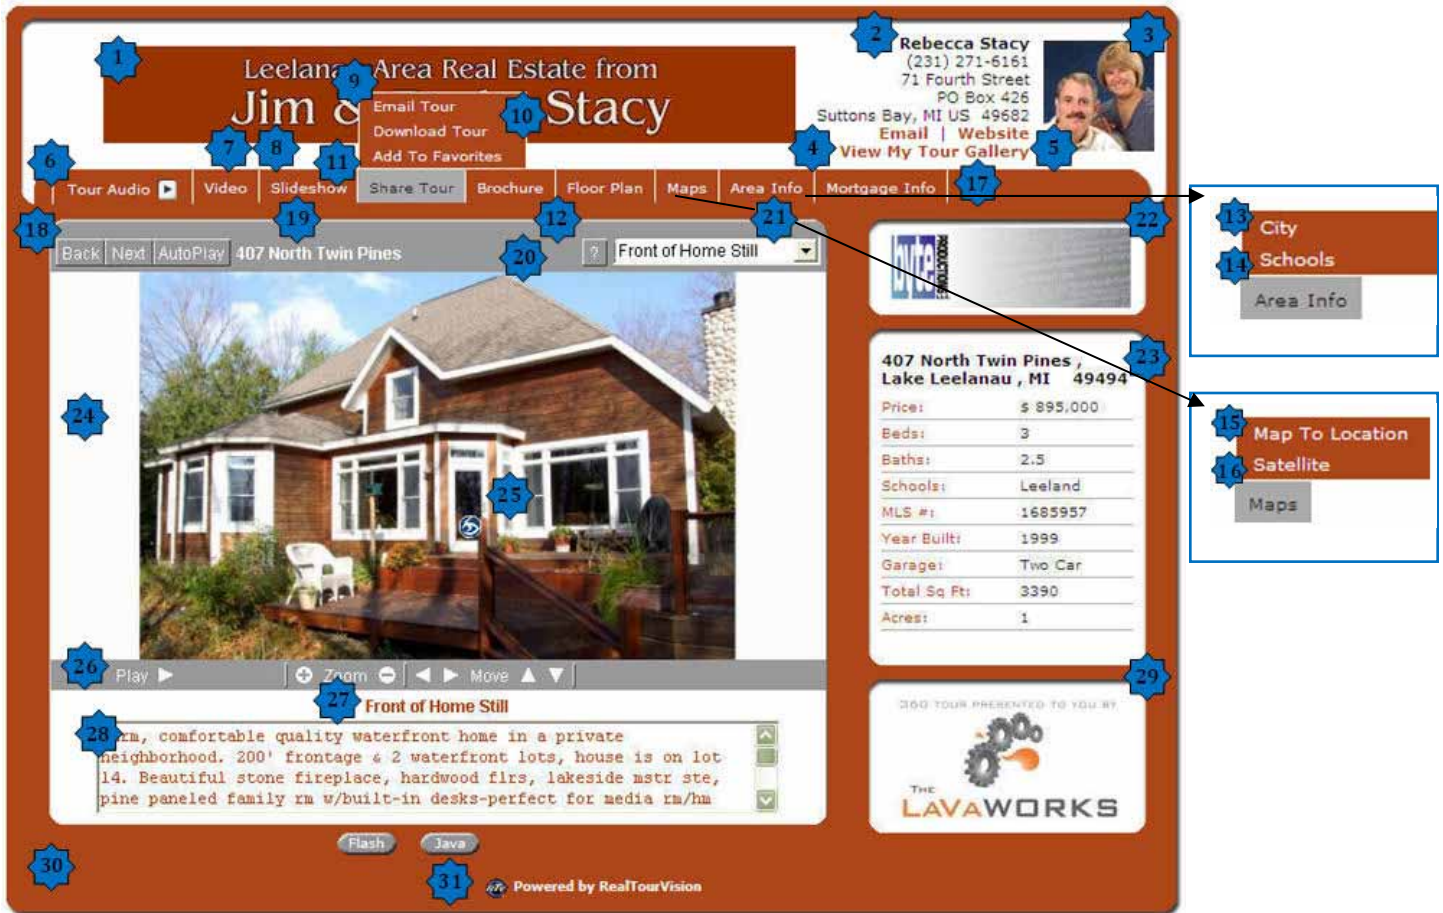 1
2
3
Leelanau Area Real Estate from
Jim & Stacy
Rebecca Stacy
(231) 271-6161
71 Fourth Street
PO Box 426
Suttons Bay, MI US 49682
Email | Website
View My Tour Gallery
4
5
9
Email Tour
10
Download Tour
11
Add To Favorites
6
7
8
17
Tour Audio
Video
Slideshow
Share Tour
Brochure
Floor Plan
Maps
Area Info
Mortgage Info
18
19
12
20
21
22
Back Next AutoPlay 407 North Twin Pines
? Front of Home Still
byte
PRODUCTIONS
13
City
14
Schools
Area Info
15
Map To Location
16
Satellite
Maps
23
407 North Twin Pines ,
Lake Leelanau , MI 49494
Price: $ 895,000
Beds: 3
Baths: 2.5
Schools: Leeland
MLS #: 1685957
Year Built: 1999
Garage: Two Car
Total Sq Ft: 3390
Acres: 1
24
25
26
Play
Zoom
Move
27
Front of Home Still
28
rm, comfortable quality waterfront home in a private
neighborhood. 200' frontage & 2 waterfront lots, house is on lot
14. Beautiful stone fireplace, hardwood flrs, lakeside mstr ste,
pine paneled family rm w/built-in desks-perfect for media rm/hm
29
360 TOUR PRESENTED TO YOU BY
THE
LAVAWORKS
Flash
Java
30
31
Powered by RealTourVision